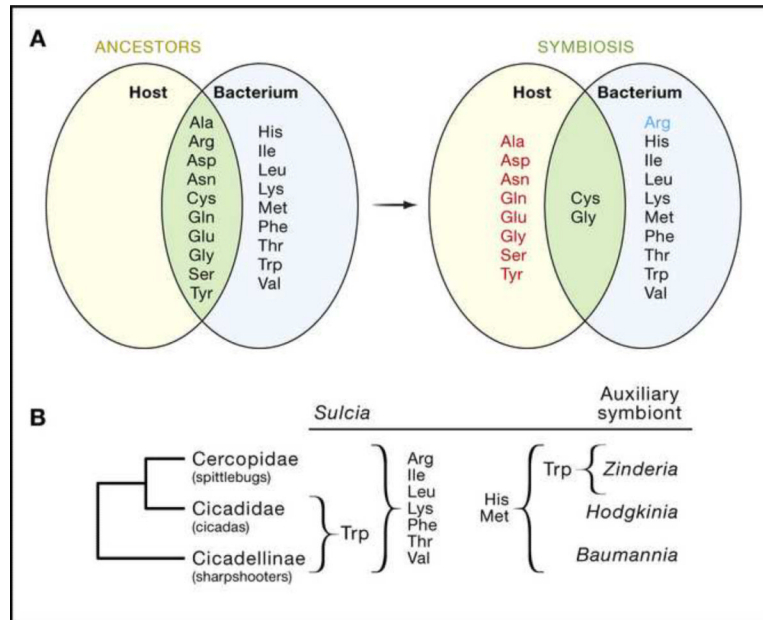 A
ANCESTORS
Host
Bacterium
Ala
Arg
Asp
Asn
Cys
Gln
Glu
Gly
Ser
Tyr
His
Ile
Leu
Lys
Met
Phe
Thr
Trp
Val
SYMBIOSIS
Host
Bacterium
Ala
Asp
Asn
Gln
Glu
Gly
Ser
Tyr
Cys
Gly
Arg
His
Ile
Leu
Lys
Met
Phe
Thr
Trp
Val
B
Sulcia
Auxiliary
symbiont
Cercopidae
(spittlebugs)
Cicadidae
(cicadas)
Cicadellinae
(sharpshooters)
Trp
Arg
Ile
Leu
Lys
Phe
Thr
Val
His
Met
Trp
Zinderia
Hodgkinia
Baumannia